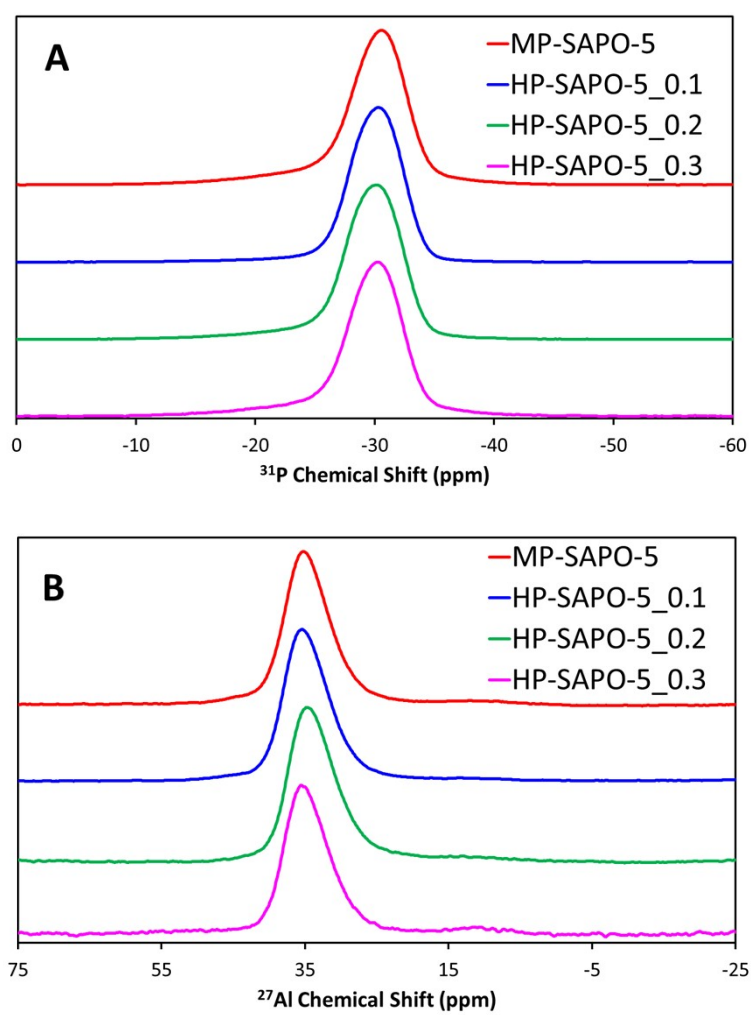 A
MP-SAPO-5
HP-SAPO-5_0.1
HP-SAPO-5_0.2
HP-SAPO-5_0.3
0 -10 -20 -30 -40 -50 -60
³¹P Chemical Shift (ppm)
B
MP-SAPO-5
HP-SAPO-5_0.1
HP-SAPO-5_0.2
HP-SAPO-5_0.3
75 55 35 15 -5 -25
²⁷Al Chemical Shift (ppm)